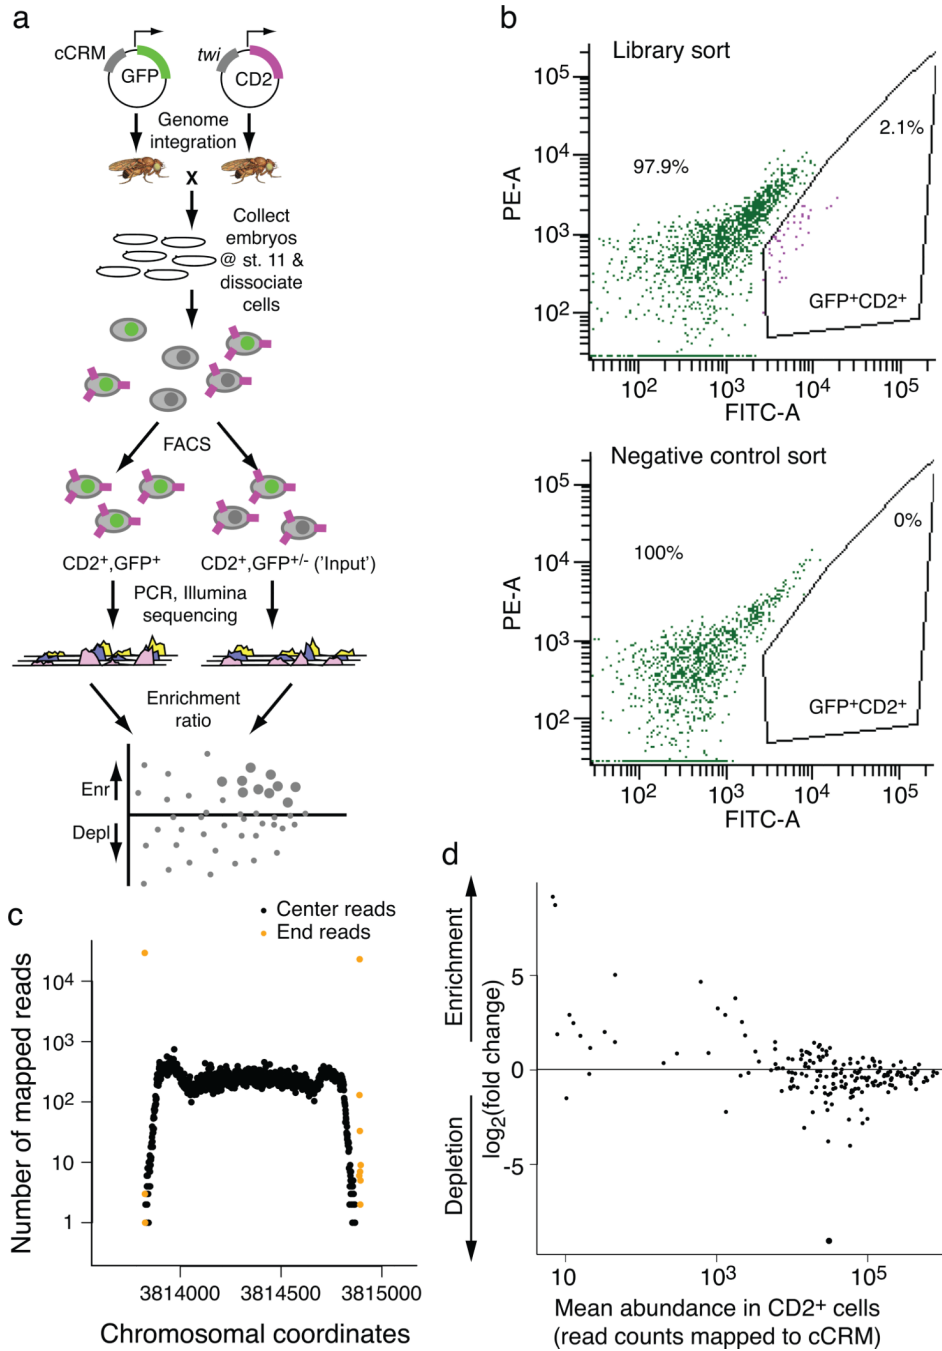 a
cCRM
GFP
twi
CD2
Genome
integration
X
Collect
embryos
@ st. 11 &
dissociate
cells
FACS
CD2+,GFP+
CD2+,GFP+/- ('Input')
PCR, Illumina
sequencing
Enrichment
ratio
Enr
Depl
b
Library sort
PE-A
10⁵
10⁴
10³
10²
97.9%
2.1%
GFP+CD2+
10² 10³ 10⁴ 10⁵
FITC-A
Negative control sort
PE-A
10⁵
10⁴
10³
10²
100%
0%
GFP+CD2+
10² 10³ 10⁴ 10⁵
FITC-A
c
Center reads
End reads
Number of mapped reads
10⁴
10³
10²
10
1
3814000 3814500 3815000
Chromosomal coordinates
d
Enrichment
Depletion
log₂(fold change)
5
0
-5
10 10³ 10⁵
Mean abundance in CD2+ cells
(read counts mapped to cCRM)